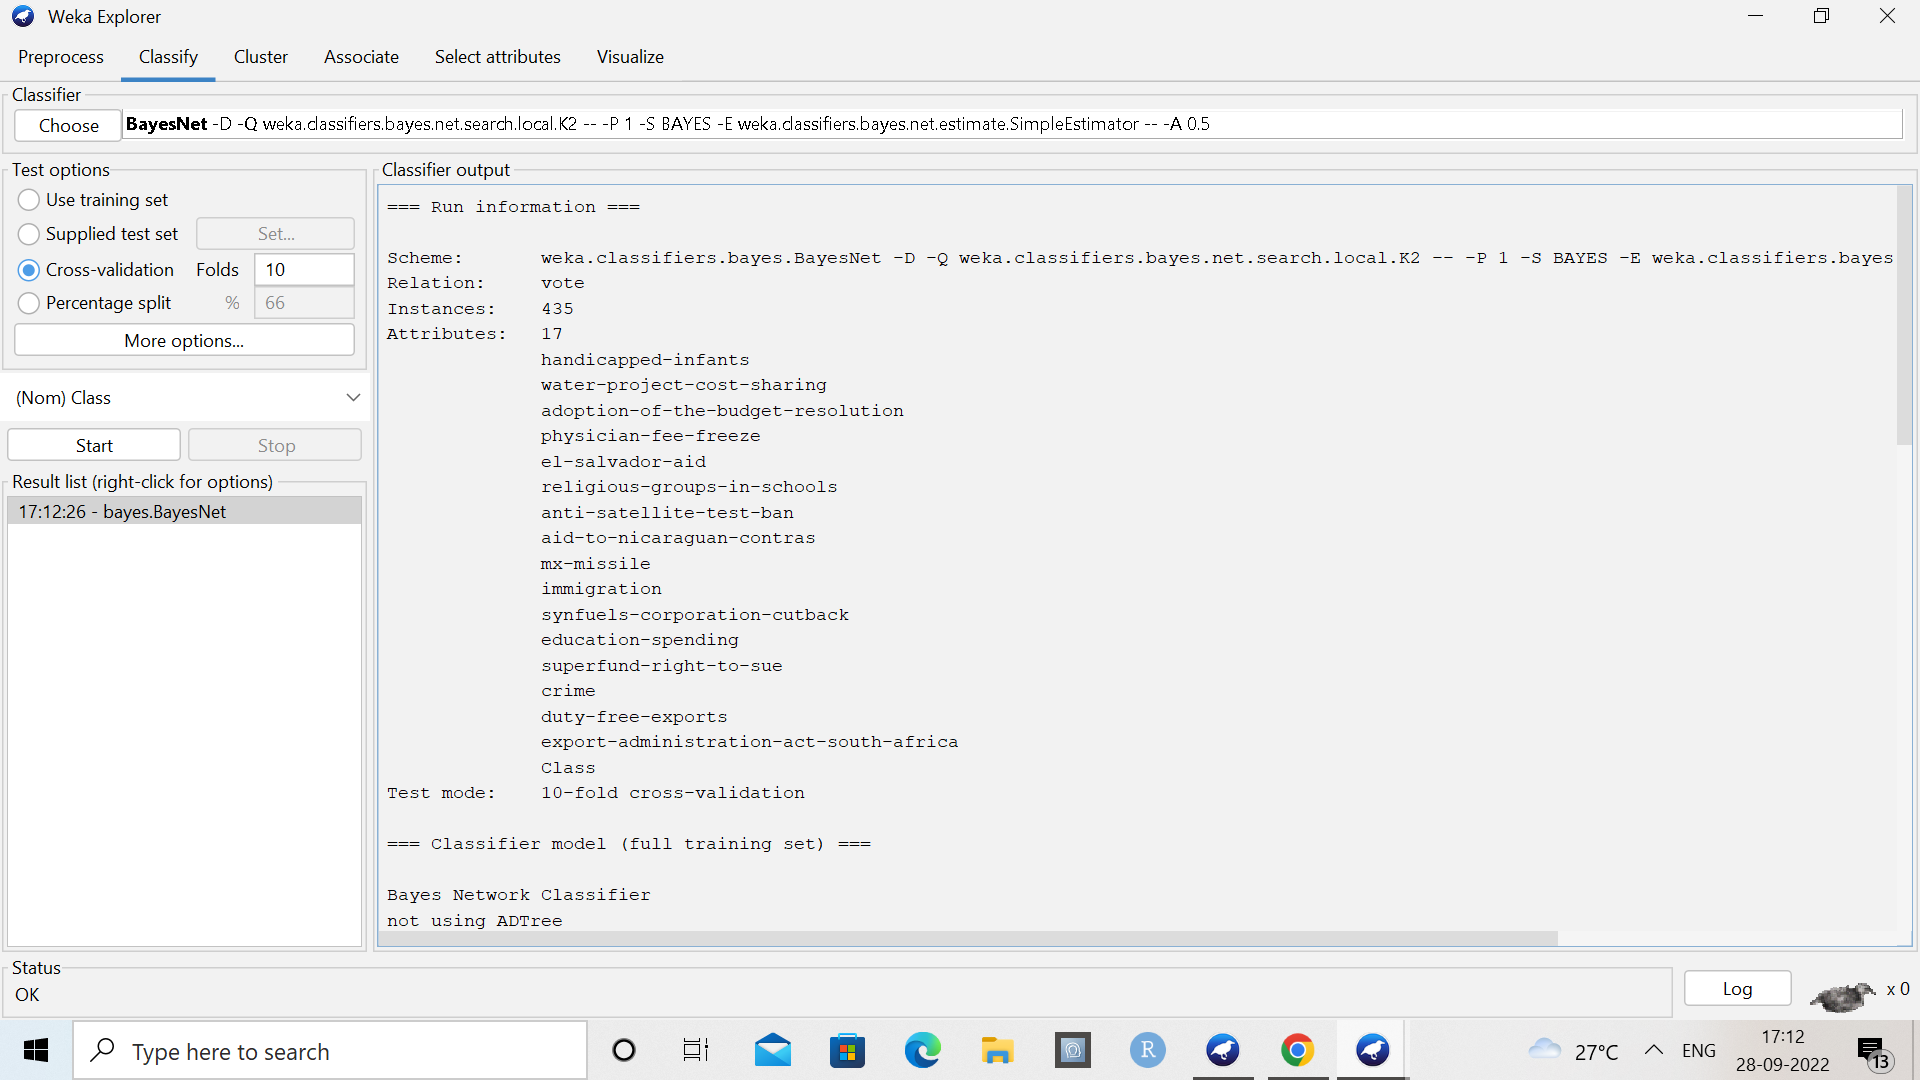 Weka Explorer
Preprocess Classify Cluster Associate Select attributes Visualize
Classifier
Choose BayesNet -D -Q weka.classifiers.bayes.net.search.local.K2 -- -P 1 -S BAYES -E weka.classifiers.bayes.net.estimate.SimpleEstimator -- -A 0.5
Test options
Use training set
Supplied test set Set...
Cross-validation Folds 10
Percentage split % 66
More options...
(Nom) Class
Start Stop
Result list (right-click for options)
17:12:26 - bayes.BayesNet
Classifier output
=== Run information ===
Scheme: weka.classifiers.bayes.BayesNet -D -Q weka.classifiers.bayes.net.search.local.K2 -- -P 1 -S BAYES -E weka.classifiers.bayes
Relation: vote
Instances: 435
Attributes: 17
handicapped-infants
water-project-cost-sharing
adoption-of-the-budget-resolution
physician-fee-freeze
el-salvador-aid
religious-groups-in-schools
anti-satellite-test-ban
aid-to-nicaraguan-contras
mx-missile
immigration
synfuels-corporation-cutback
education-spending
superfund-right-to-sue
crime
duty-free-exports
export-administration-act-south-africa
Class
Test mode: 10-fold cross-validation
=== Classifier model (full training set) ===
Bayes Network Classifier
not using ADTree
Status
OK
Log x 0
Type here to search
R
27°C ENG
17:12
28-09-2022
13